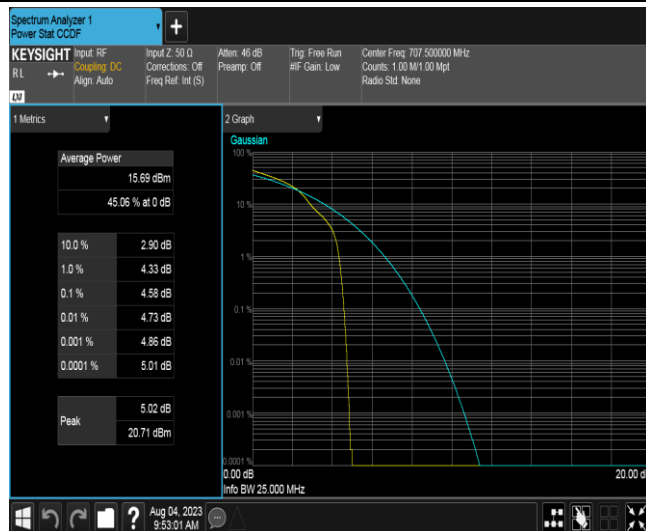 Spectrum Analyzer 1
Power Stat CCDF
KEYSIGHT
RL
Input: RF
Coupling: DC
Align: Auto
Input Z: 50 Ω
Corrections: Off
Freq Ref: Int (S)
Atten: 46 dB
Preamp: Off
Trig: Free Run
#IF Gain: Low
Center Freq: 707.500000 MHz
Counts: 1.00 M/1.00 Mpt
Radio Std: None
1 Metrics
Average Power
15.69 dBm
45.06 % at 0 dB
10.0 % 2.90 dB
1.0 % 4.33 dB
0.1 % 4.58 dB
0.01 % 4.73 dB
0.001 % 4.86 dB
0.0001 % 5.01 dB
Peak
5.02 dB
20.71 dBm
2 Graph
Gaussian
100 %
10 %
1 %
0.1 %
0.01 %
0.001 %
0.0001 %
0.00 dB
20.00 d
Info BW 25.000 MHz
?
Aug 04, 2023
9:53:01 AM